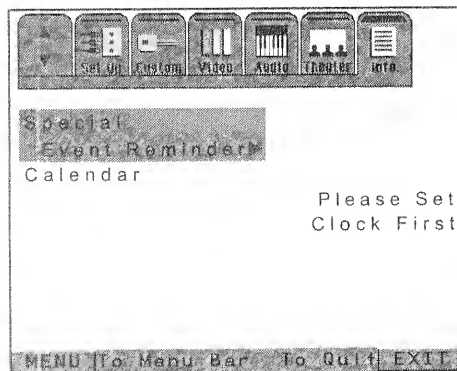 Set Up Custom Video Audio Theater Info.
Special
Event Reminder
Calendar
Please Set
Clock First
MENU To Menu Bar To Quit EXIT